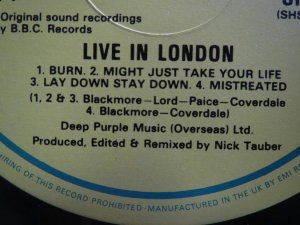 Original sound recordings
by B.B.C. Records
(SHS
LIVE IN LONDON
1. BURN. 2. MIGHT JUST TAKE YOUR LIFE
3. LAY DOWN STAY DOWN. 4. MISTREATED
(1, 2 & 3. Blackmore—Lord—Paice—Coverdale
4. Blackmore—Coverdale)
Deep Purple Music (Overseas) Ltd.
Produced, Edited & Remixed by Nick Tauber
OF THIS RECORD PROHIBITED-MANUFACTURED IN THE UK BY EMI